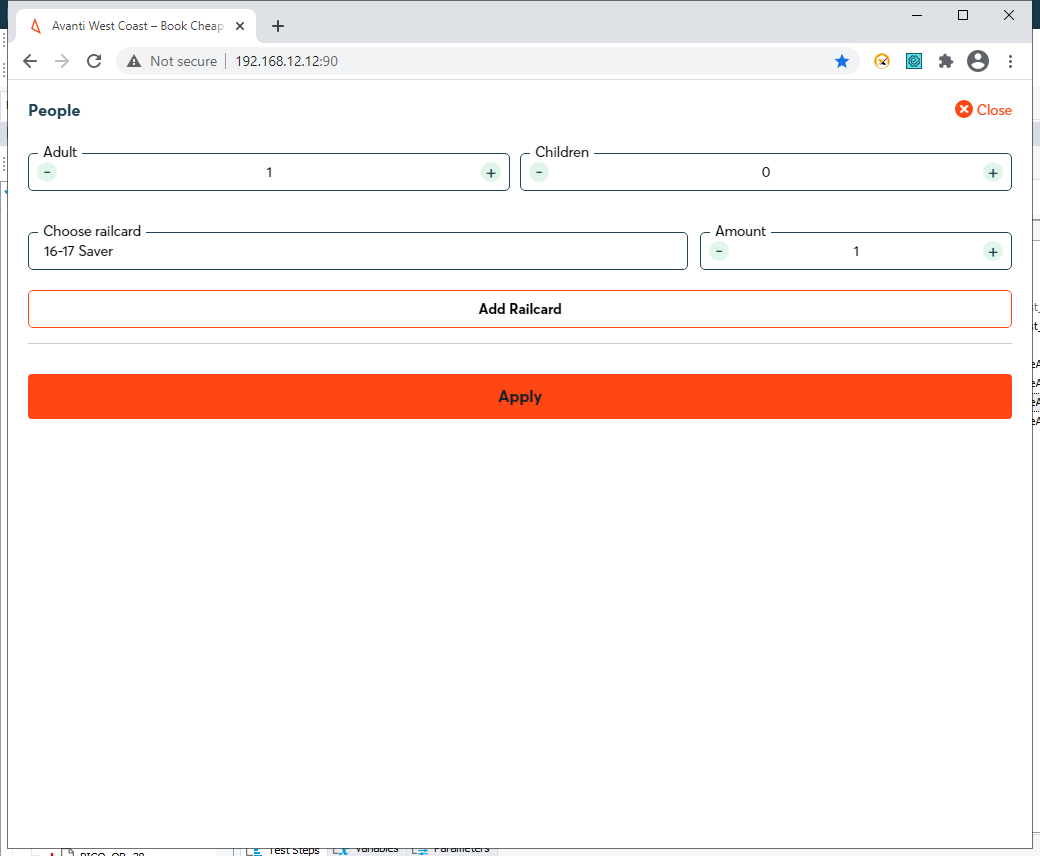 Avanti West Coast – Book Cheap
Not secure 192.168.12.12:90
People
Close
Adult
Children
- 1 +
- 0 +
Choose railcard
Amount
16-17 Saver
- 1 +
Add Railcard
Apply
Test Steps
Variables
Parameters